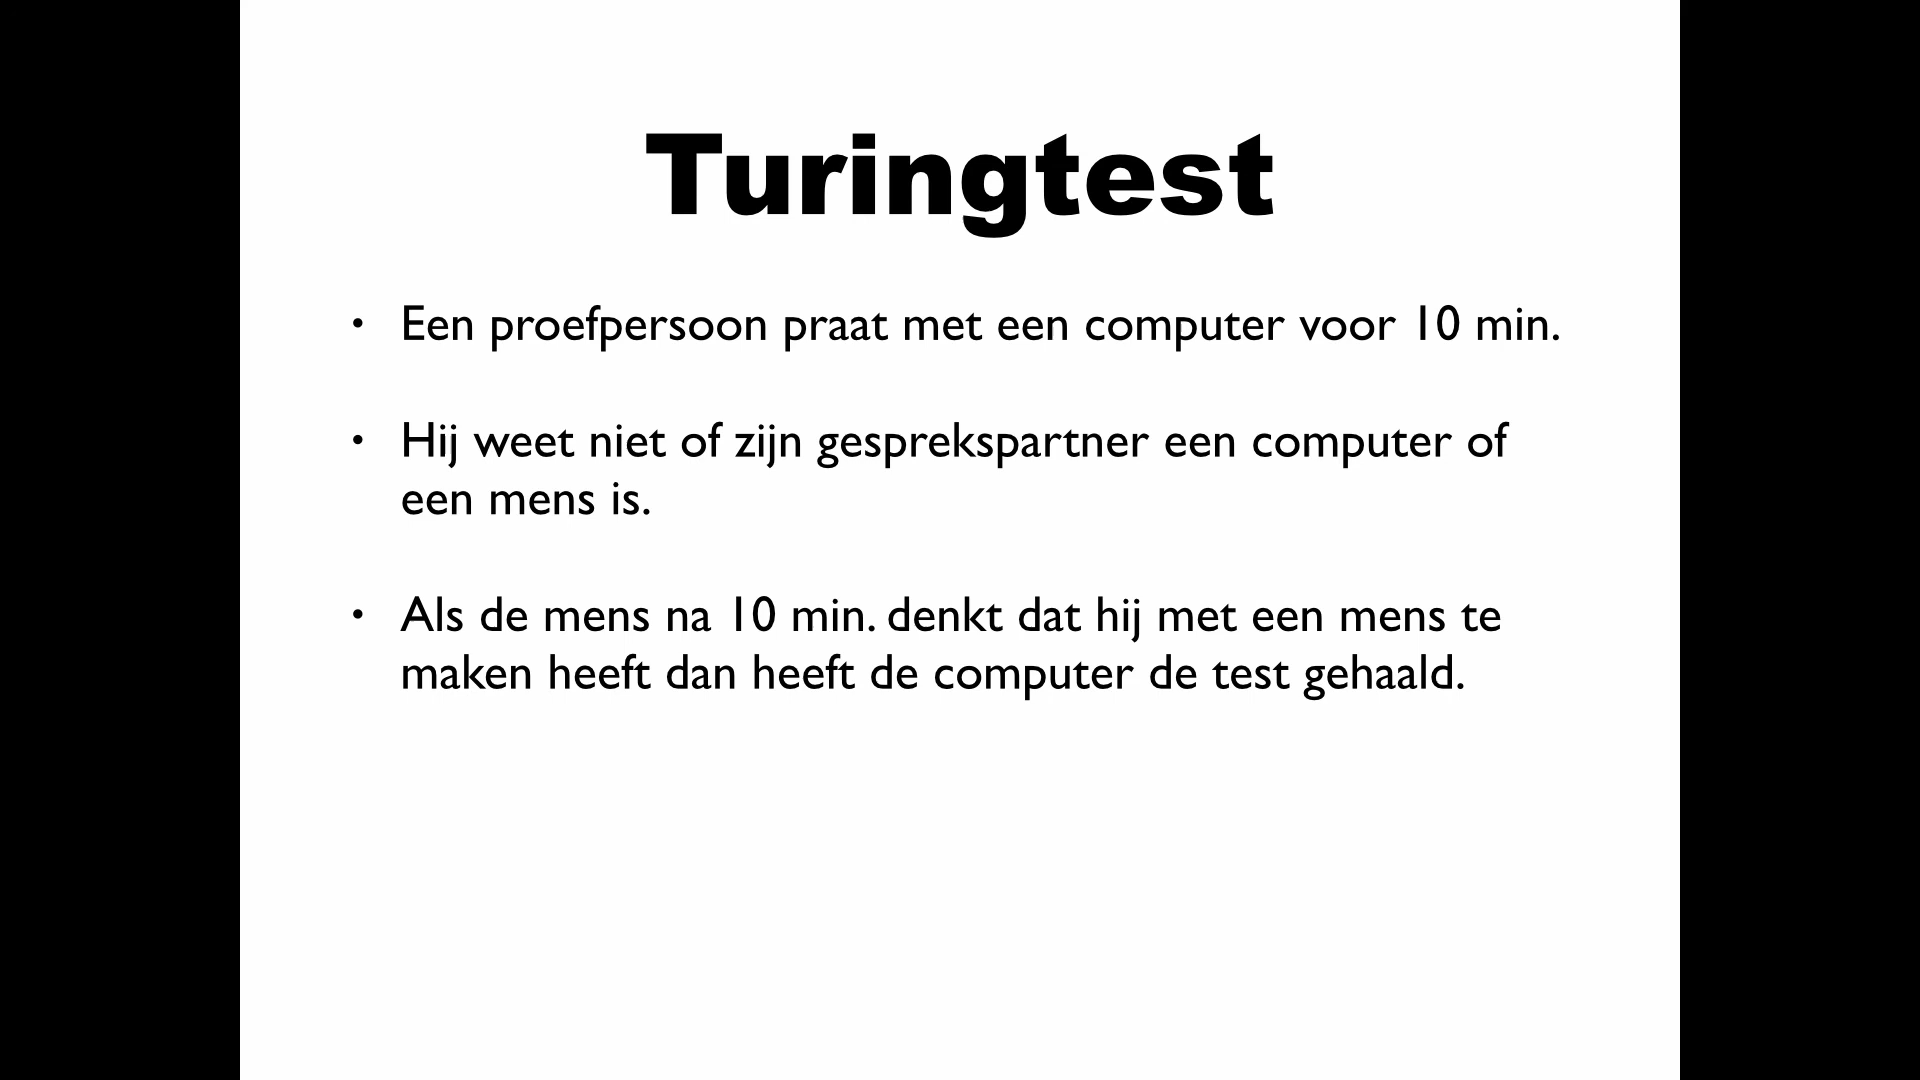 Turingtest
• Een proefpersoon praat met een computer voor 10 min.
• Hij weet niet of zijn gesprekspartner een computer of
een mens is.
• Als de mens na 10 min. denkt dat hij met een mens te
maken heeft dan heeft de computer de test gehaald.